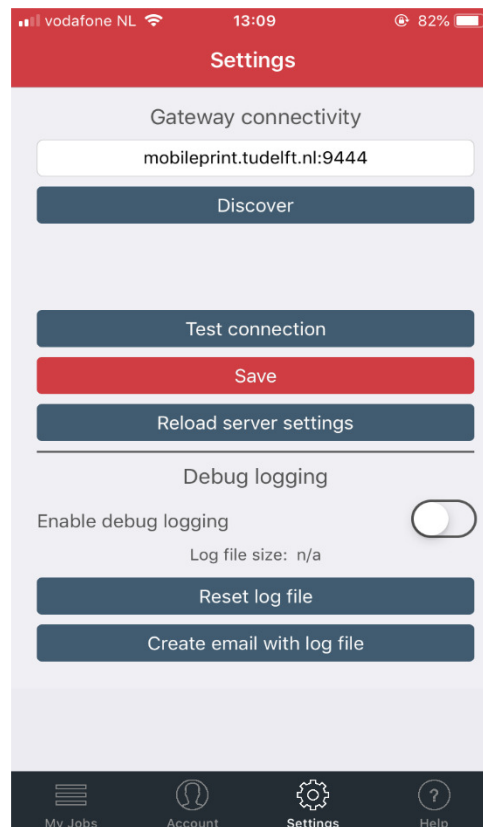 vodafone NL 13:09 82%
Settings
Gateway connectivity
mobileprint.tudelft.nl:9444
Discover
Test connection
Save
Reload server settings
Debug logging
Enable debug logging
Log file size: n/a
Reset log file
Create email with log file
?
My Jobs Account Settings Help